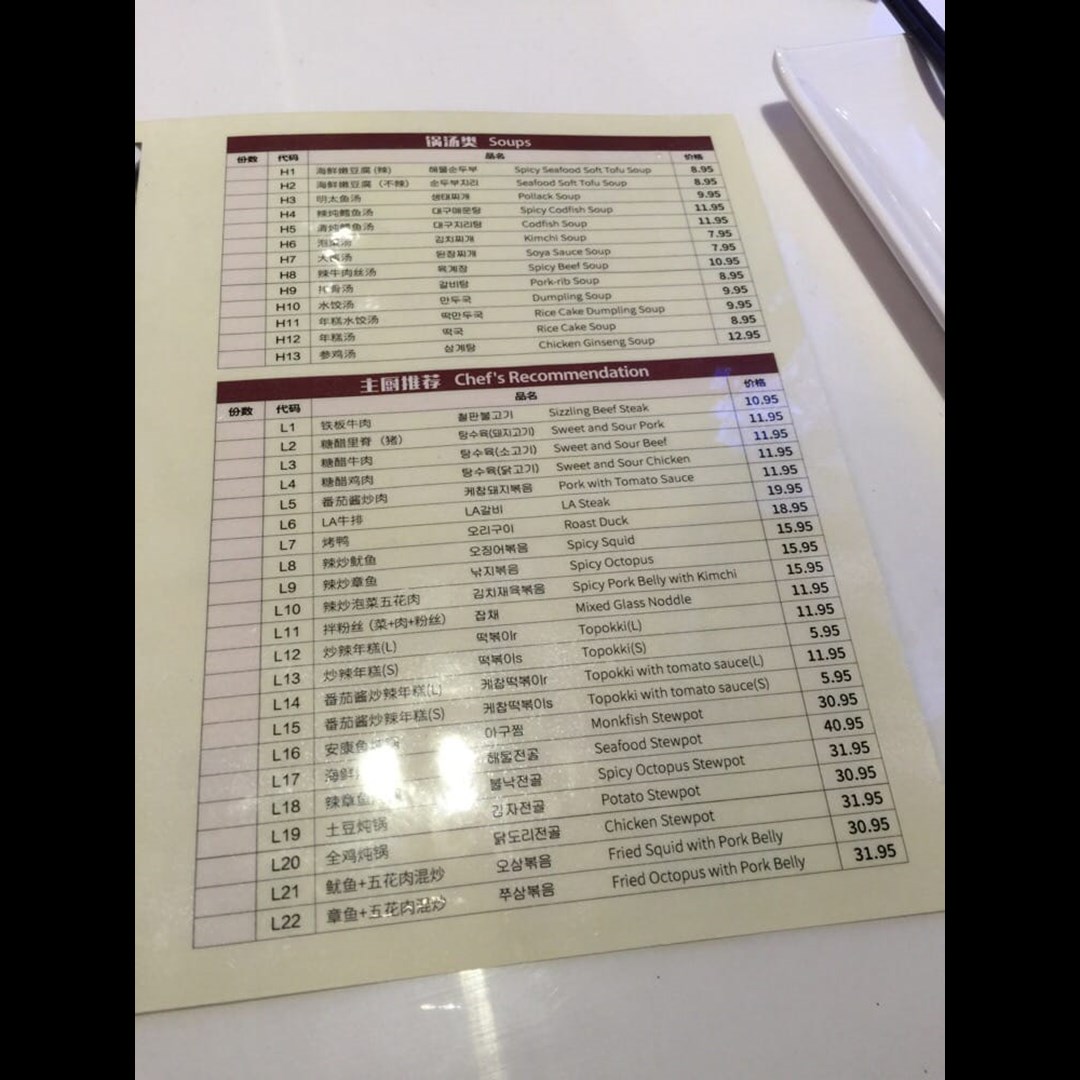 锅汤类 Soups
份数 代码 品名 价格
H1 海鲜嫩豆腐 (辣) 해물순두부 Spicy Seafood Soft Tofu Soup 8.95
H2 海鲜嫩豆腐 (不辣) 순두부지리 Seafood Soft Tofu Soup 8.95
H3 明太鱼汤 생태찌개 Pollack Soup 9.95
H4 辣炖鳕鱼汤 대구매운탕 Spicy Codfish Soup 11.95
H5 鱼汤 대구지리탕 Codfish Soup 11.95
H6 泡菜汤 김치찌개 Kimchi Soup 7.95
H7 大酱汤 된장찌개 Soya Sauce Soup 7.95
H8 辣牛肉丝汤 육계장 Spicy Beef Soup 10.95
H9 排骨汤 갈비탕 Pork-rib Soup 8.95
H10 水饺汤 만두국 Dumpling Soup 9.95
H11 年糕水饺汤 떡만두국 Rice Cake Dumpling Soup 9.95
H12 年糕汤 떡국 Rice Cake Soup 8.95
H13 参鸡汤 삼계탕 Chicken Ginseng Soup 12.95
主厨推荐 Chef's Recommendation
份数 代码 品名 价格
L1 铁板牛肉 철판불고기 Sizzling Beef Steak 10.95
L2 糖醋里脊 (猪) 탕수육(돼지고기) Sweet and Sour Pork 11.95
L3 糖醋牛肉 탕수육(소고기) Sweet and Sour Beef 11.95
L4 糖醋鸡肉 탕수육(닭고기) Sweet and Sour Chicken 11.95
L5 番茄酱炒肉 케찹돼지볶음 Pork with Tomato Sauce 11.95
L6 LA牛排 LA갈비 LA Steak 19.95
L7 烤鸭 오리구이 Roast Duck 18.95
L8 辣炒鱿鱼 오징어볶음 Spicy Squid 15.95
L9 辣炒章鱼 낚지볶음 Spicy Octopus 15.95
L10 辣炒泡菜五花肉 김치재육볶음 Spicy Pork Belly with Kimchi 15.95
L11 拌粉丝 (菜+肉+粉丝) 잡채 Mixed Glass Noddle 11.95
L12 炒辣年糕(L) 떡볶이r Topokki(L) 11.95
L13 炒辣年糕(S) 떡볶이s Topokki(S) 5.95
L14 番茄酱炒辣年糕(L) 케찹떡볶이r Topokki with tomato sauce(L) 11.95
L15 番茄酱炒辣年糕(S) 케찹떡볶이s Topokki with tomato sauce(S) 5.95
L16 安康鱼炖锅 아구찜 Monkfish Stewpot 30.95
L17 海鲜 해물전골 Seafood Stewpot 40.95
L18 辣章鱼 불낙전골 Spicy Octopus Stewpot 31.95
L19 土豆炖锅 감자전골 Potato Stewpot 30.95
L20 全鸡炖锅 닭도리전골 Chicken Stewpot 31.95
L21 鱿鱼+五花肉混炒 오삼볶음 Fried Squid with Pork Belly 30.95
L22 章鱼+五花肉混炒 쭈삼볶음 Fried Octopus with Pork Belly 31.95